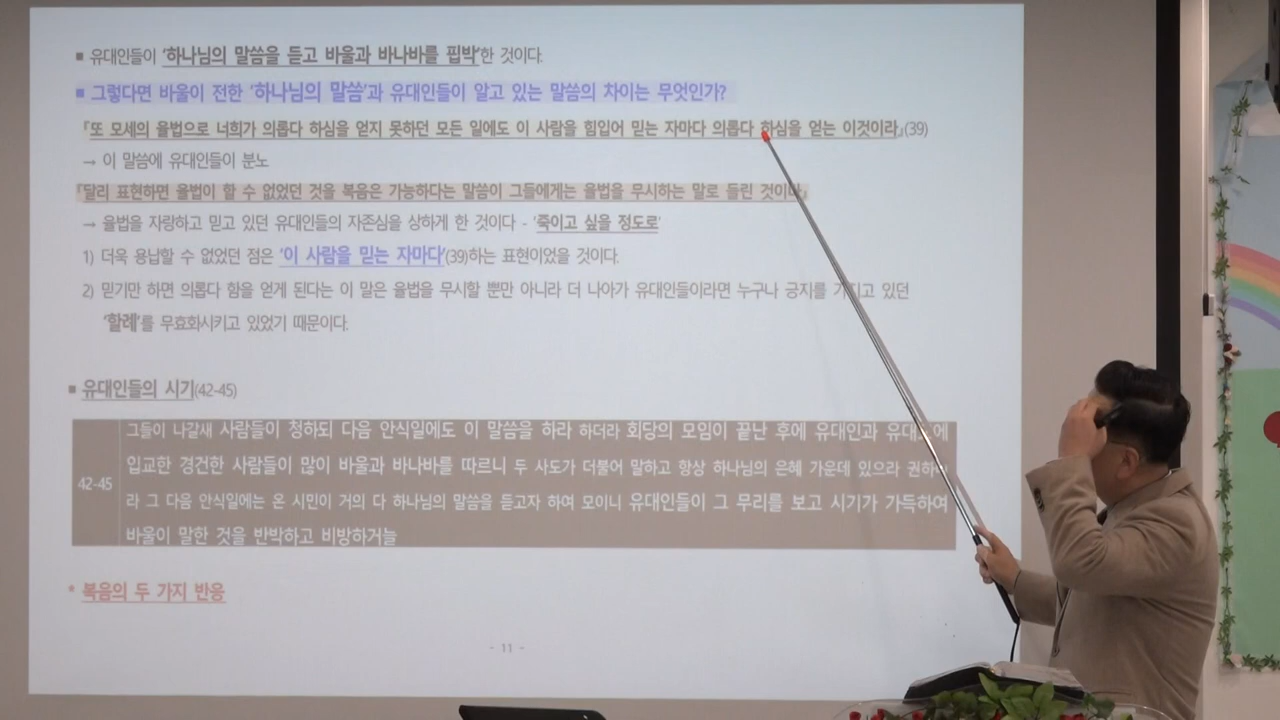 ■ 유대인들이 '하나님의 말씀을 듣고 바울과 바나바를 핍박'한 것이다.
■ 그렇다면 바울이 전한 '하나님의 말씀'과 유대인들이 알고 있는 말씀의 차이는 무엇인가?
『또 모세의 율법으로 너희가 의롭다 하심을 얻지 못하던 모든 일에도 이 사람을 힘입어 믿는 자마다 의롭다 하심을 얻는 이것이라』(39)
→ 이 말씀에 유대인들이 분노
『달리 표현하면 율법이 할 수 없었던 것을 복음은 가능하다는 말씀이 그들에게는 율법을 무시하는 말로 들린 것이다』
→ 율법을 자랑하고 믿고 있던 유대인들의 자존심을 상하게 한 것이다 - '죽이고 싶을 정도로'
1) 더욱 용납할 수 없었던 점은 '이 사람을 믿는 자마다'(39)하는 표현이었을 것이다.
2) 믿기만 하면 의롭다 함을 얻게 된다는 이 말은 율법을 무시할 뿐만 아니라 더 나아가 유대인들이라면 누구나 긍지를 가지고 있던
'할례'를 무효화시키고 있었기 때문이다.
■ 유대인들의 시기(42-45)
그들이 나갈새 사람들이 청하되 다음 안식일에도 이 말씀을 하라 하더라 회당의 모임이 끝난 후에 유대인과 유대교에
입교한 경건한 사람들이 많이 바울과 바나바를 따르니 두 사도가 더불어 말하고 항상 하나님의 은혜 가운데 있으라 권하니
42-45
라 그 다음 안식일에는 온 시민이 거의 다 하나님의 말씀을 듣고자 하여 모이니 유대인들이 그 무리를 보고 시기가 가득하여
바울이 말한 것을 반박하고 비방하거늘
* 복음의 두 가지 반응
- 11 -